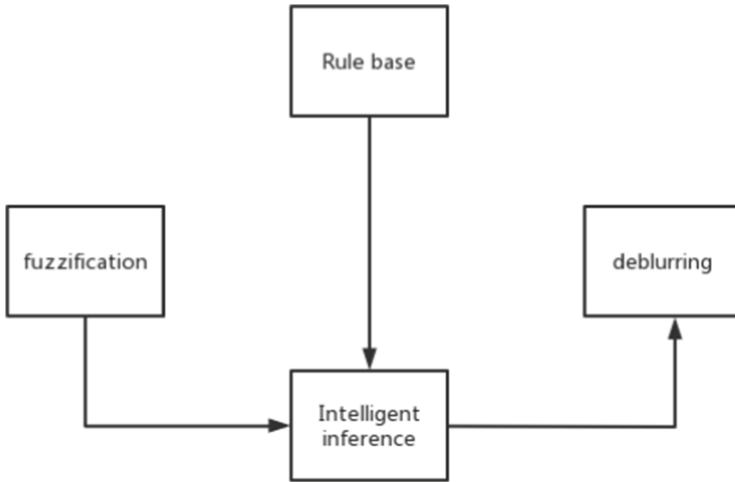 Rule base
fuzzification
deblurring
Intelligent
inference